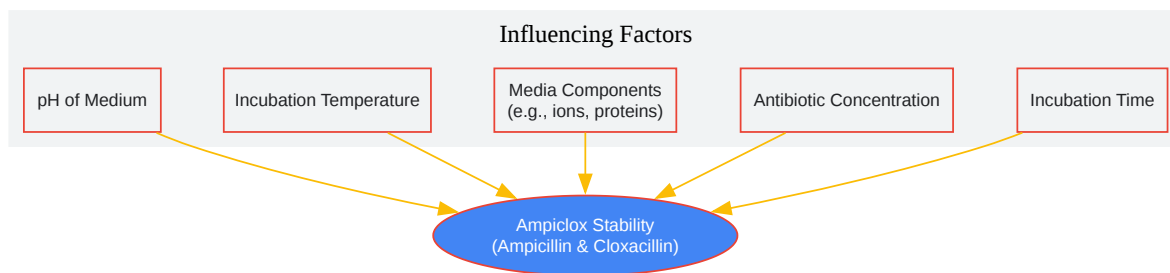 Influencing Factors
pH of Medium
Incubation Temperature
Media Components
(e.g., ions, proteins)
Antibiotic Concentration
Incubation Time
Ampiclox Stability
(Ampicillin & Cloxacillin)